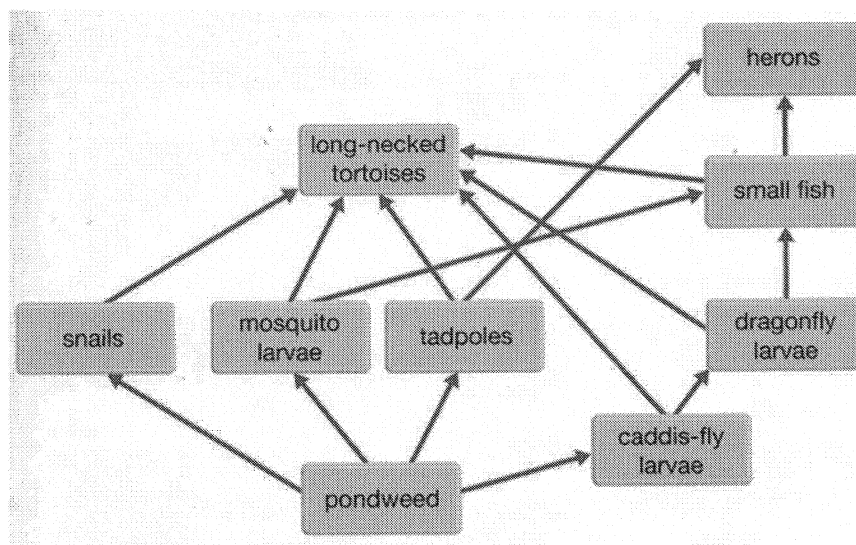 herons
long-necked
tortoises
small fish
snails
mosquito
larvae
tadpoles
dragonfly
larvae
caddis-fly
larvae
pondweed